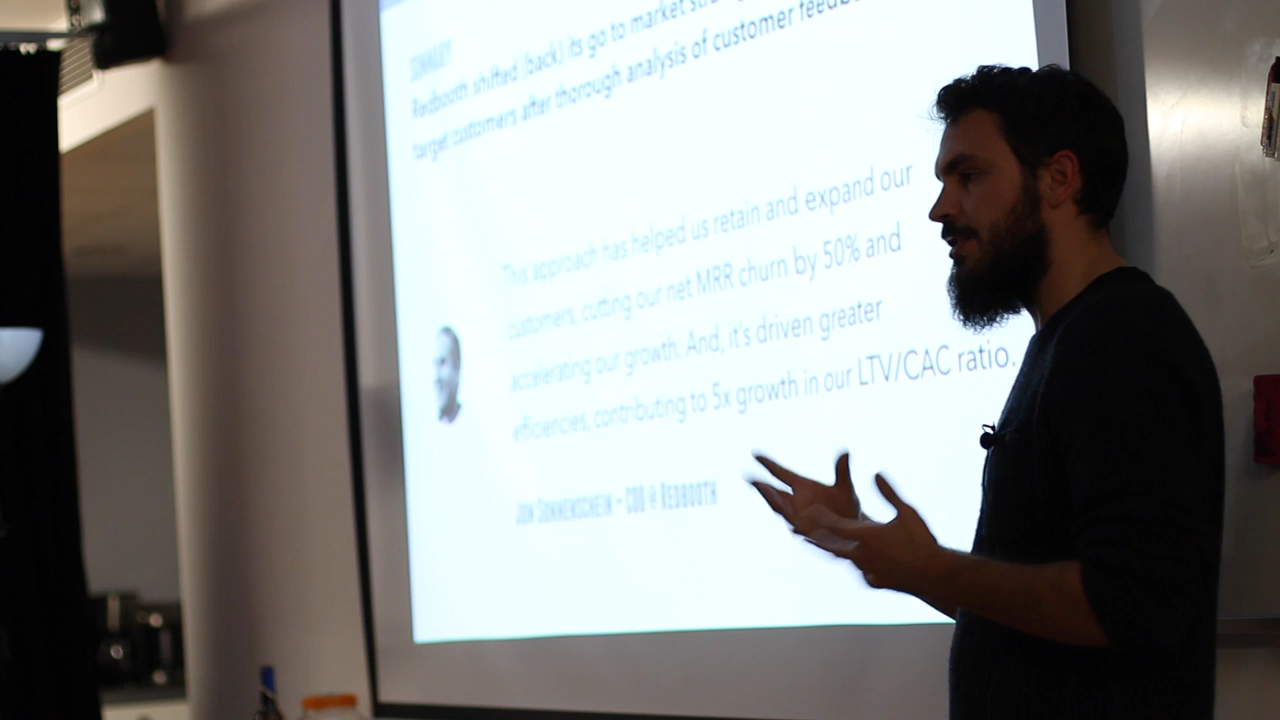 SUMMARY
Redbooth shifted (back) its go to market
target customers after thorough analysis of customer
This approach has helped us retain and expand our
customers, cutting our net MRR churn by 50% and
accelerating our growth. And, it's driven greater
efficiencies, contributing to 5x growth in our LTV/CAC ratio.
Jon Sonnenschein - COO @ Redbooth